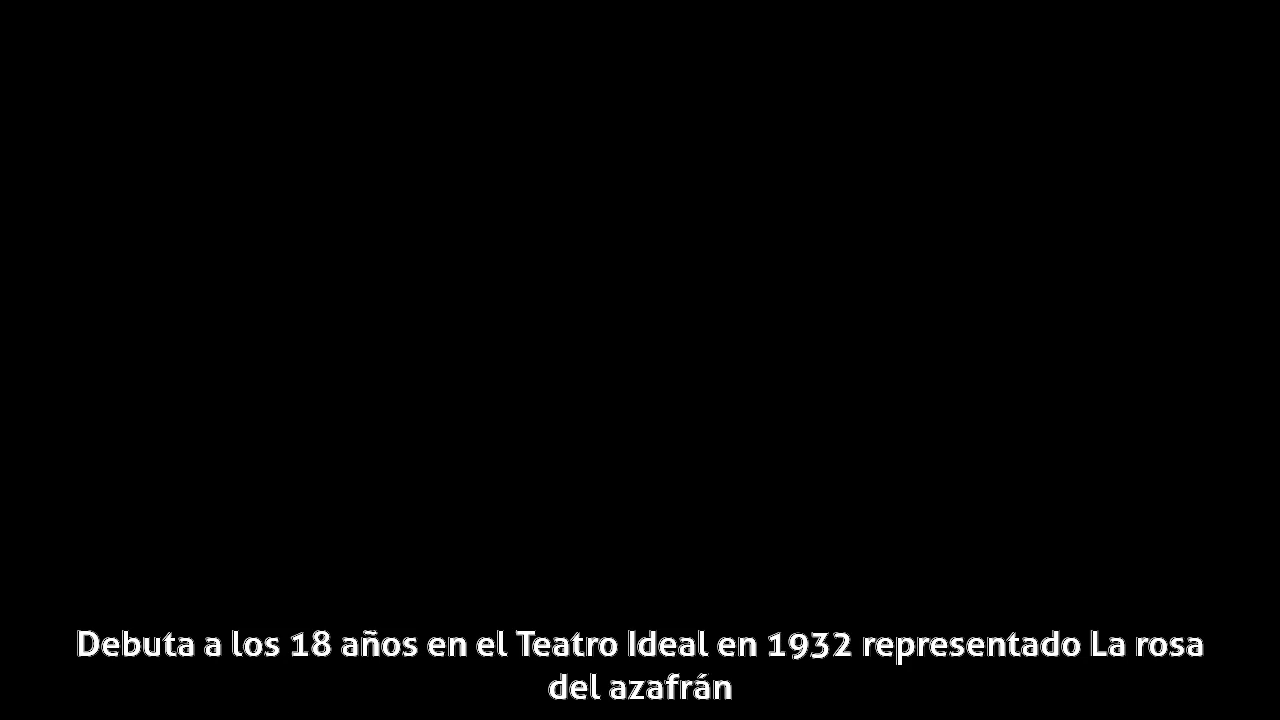 Debuta a los 18 años en el Teatro Ideal en 1932 representado La rosa
del azafrán